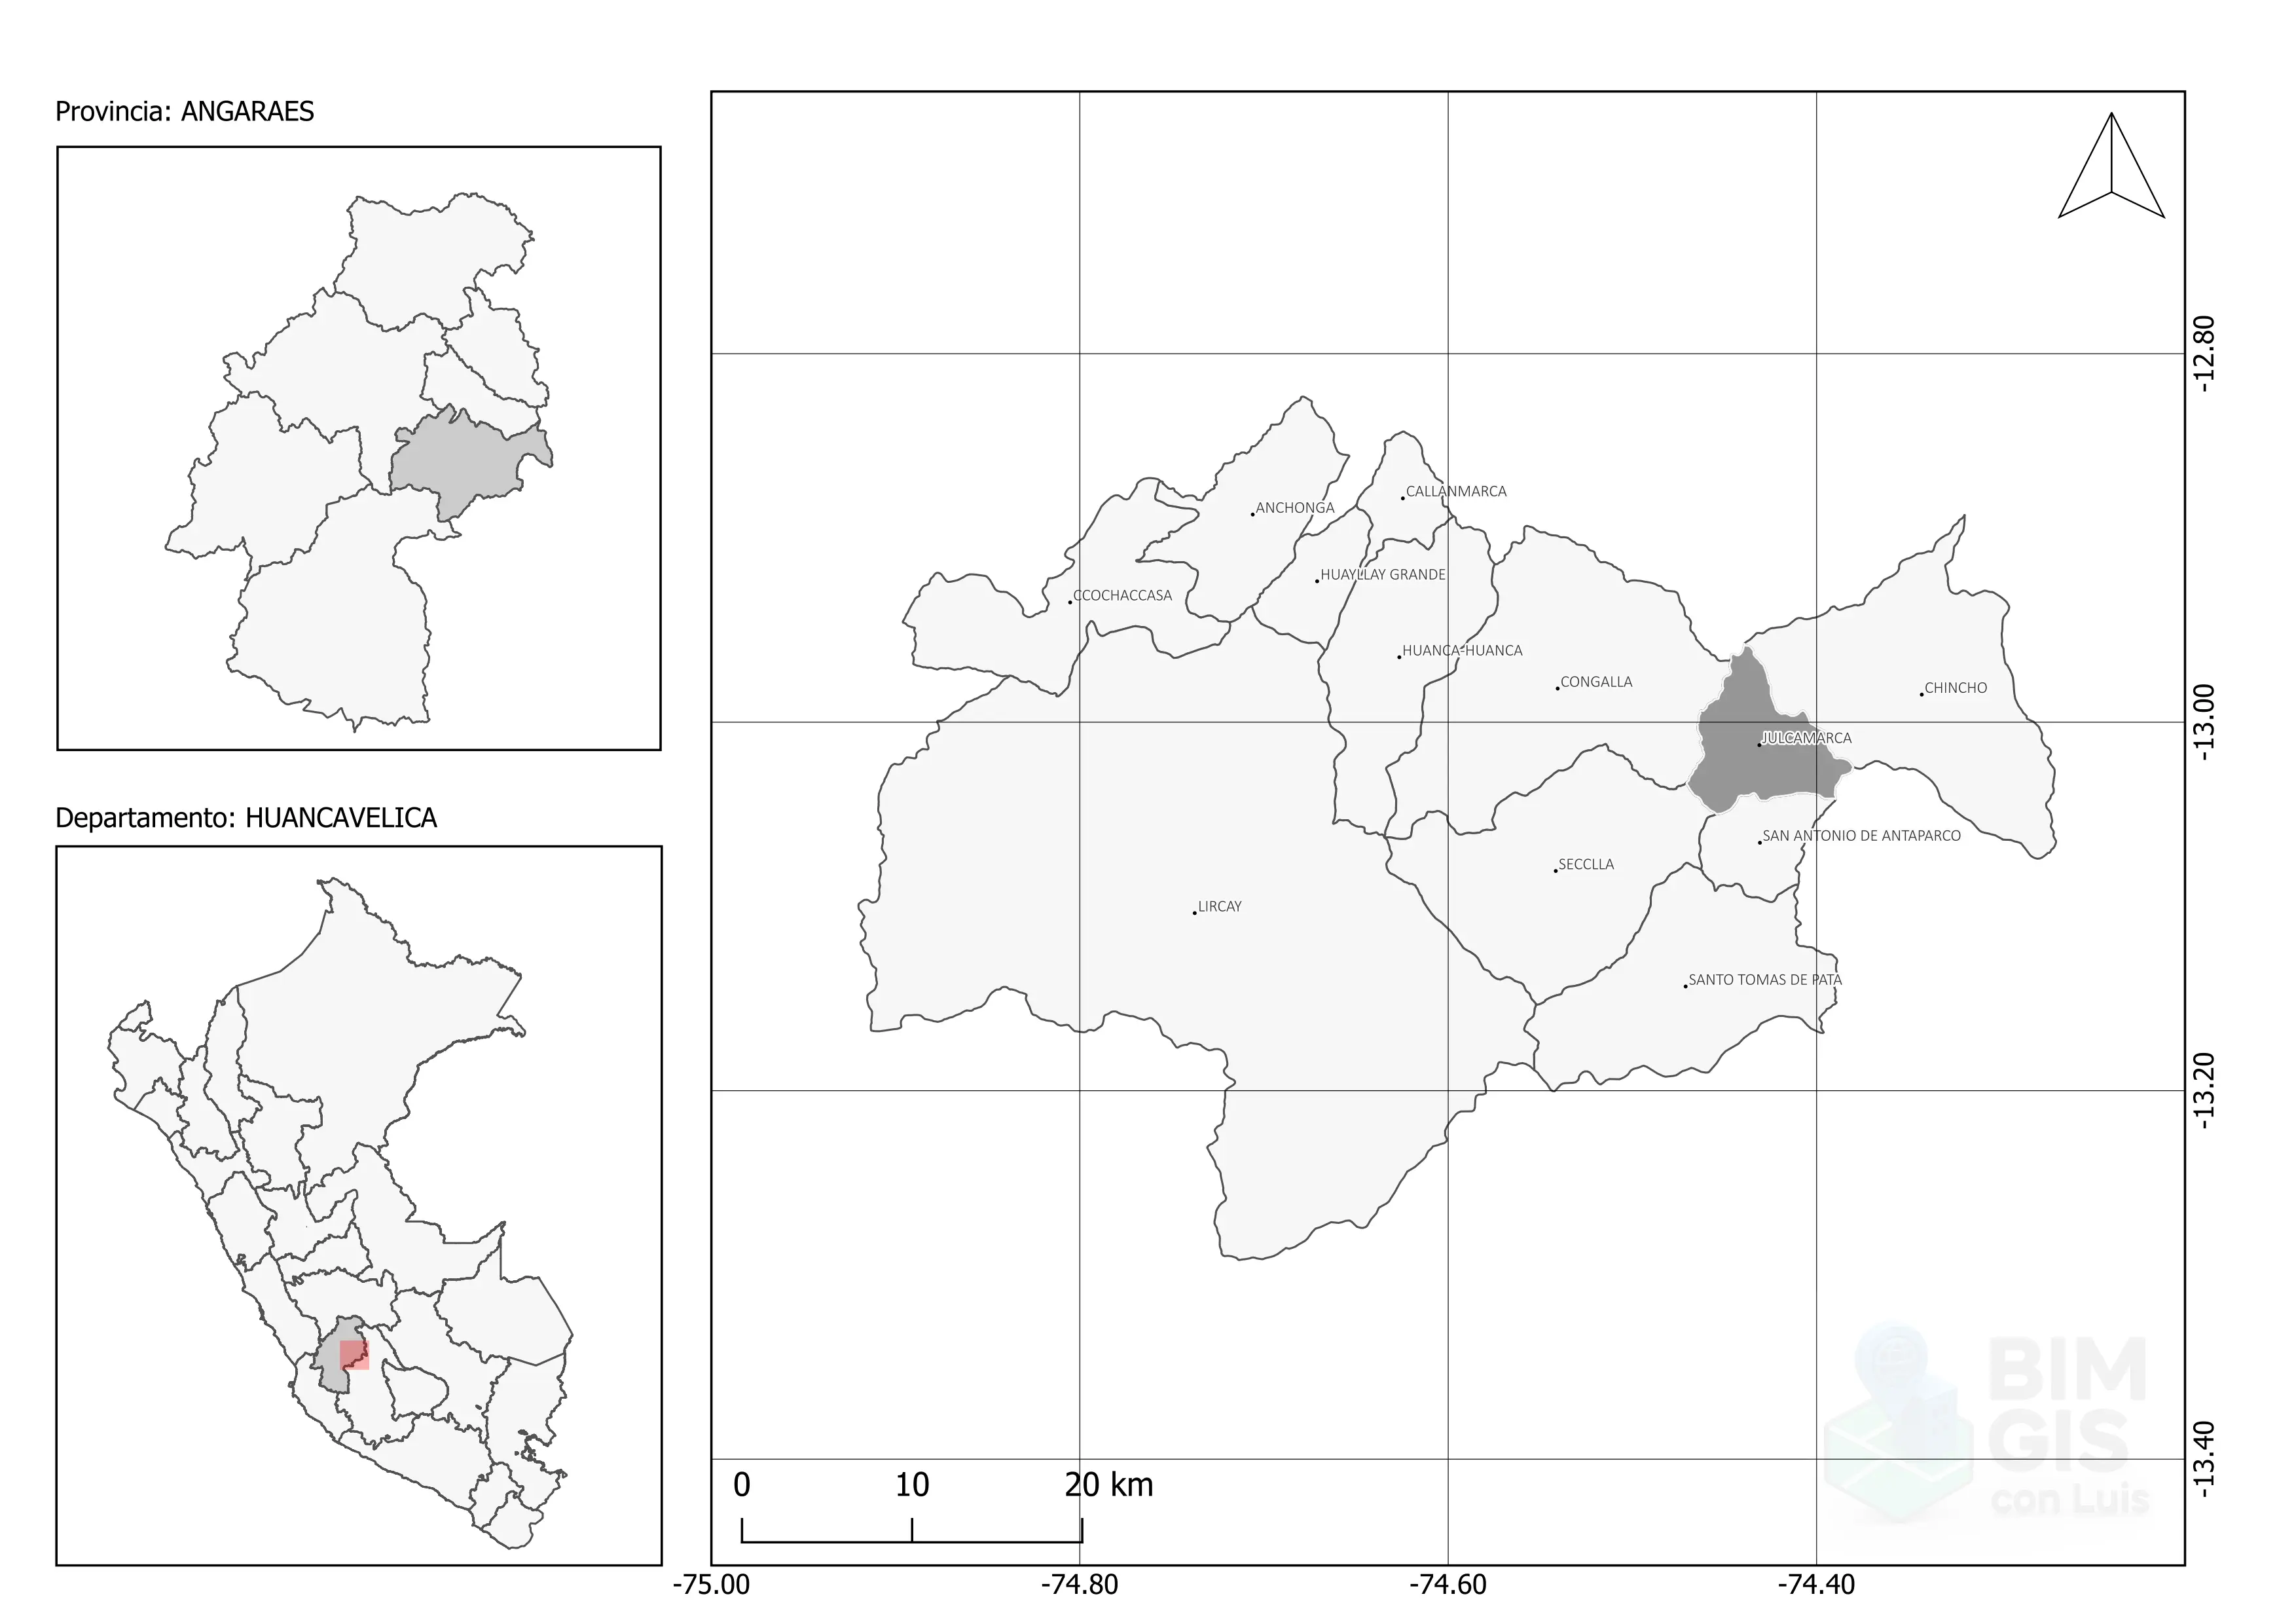 Provincia: ANGARAES
Departamento: HUANCAVELICA
CALLANMARCA
ANCHONGA
HUAYLLAY GRANDE
CCOCHACCASA
HUANCA-HUANCA
CONGALLA
CHINCHO
JULCAMARCA
SAN ANTONIO DE ANTAPARCO
SECCLLA
LIRCAY
SANTO TOMAS DE PATA
-12.80
-13.00
-13.20
-13.40
BIM
GIS
con Luis
0 10 20 km
-75.00 -74.80 -74.60 -74.40